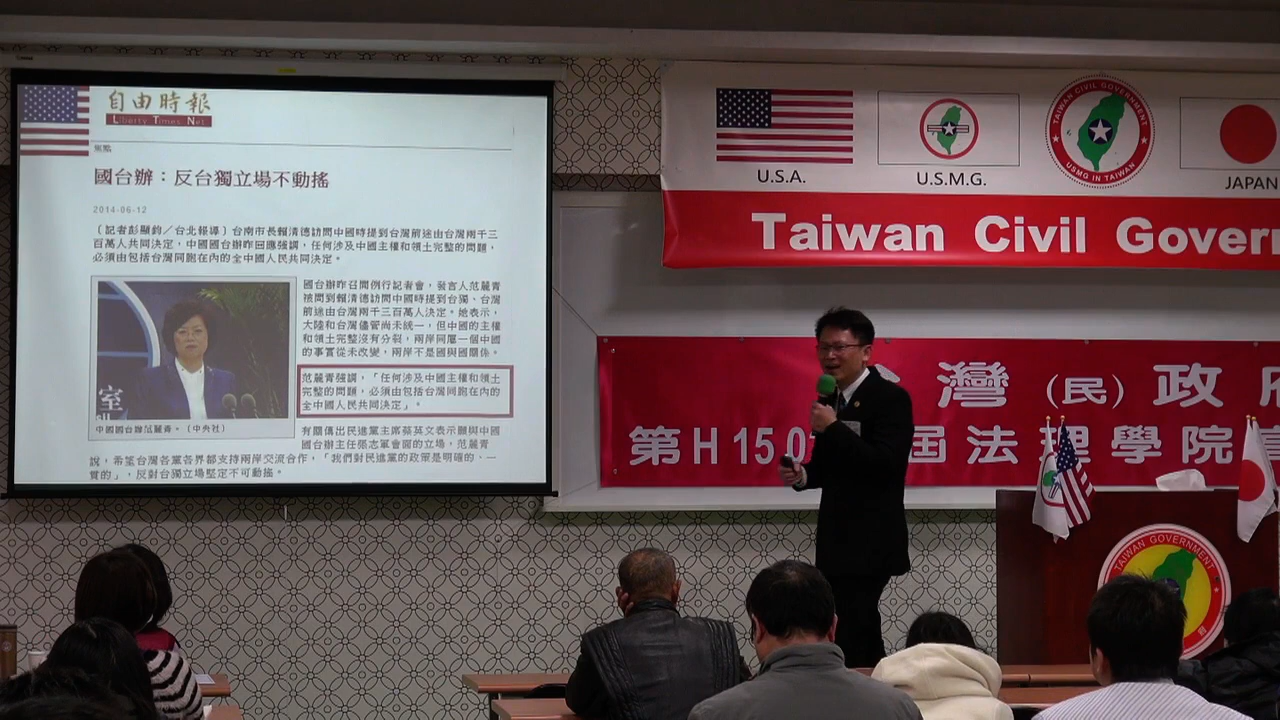 自由時報
Liberty Times Net
焦點
國台辦：反台獨立場不動搖
2014-06-12
〔記者彭顯鈞／台北報導〕台南市長賴清德訪問中國時提到台灣前途由台灣兩千三
百萬人共同決定，中國國台辦昨回應強調，任何涉及中國主權和領土完整的問題，
必須由包括台灣同胞在內的全中國人民共同決定。
國台辦昨召開例行記者會，發言人范麗青
被問到賴清德訪問中國時提到台獨、台灣
前途由台灣兩千三百萬人決定。她表示，
大陸和台灣儘管尚未統一，但中國的主權
和領土完整沒有分裂，兩岸同屬一個中國
的事實從未改變，兩岸不是國與國關係。
范麗青強調，「任何涉及中國主權和領土
完整的問題，必須由包括台灣同胞在內的
全中國人民共同決定」。
室
中國國台辦范麗青。（中央社）
有關傳出民進黨主席蔡英文表示願與中國
國台辦主任張志軍會面的立場，范麗青
說，希望台灣各黨各界都支持兩岸交流合作，「我們對民進黨的政策是明確的、一
貫的」，反對台獨立場堅定不可動搖。
U.S.A.
U.S.M.G.
TAIWAN CIVIL GOVERNMENT
USMG IN TAIWAN
JAPAN
Taiwan Civil Govern
灣（民）政府
第H15.0 屆法理學院
TAIWAN GOVERNMENT